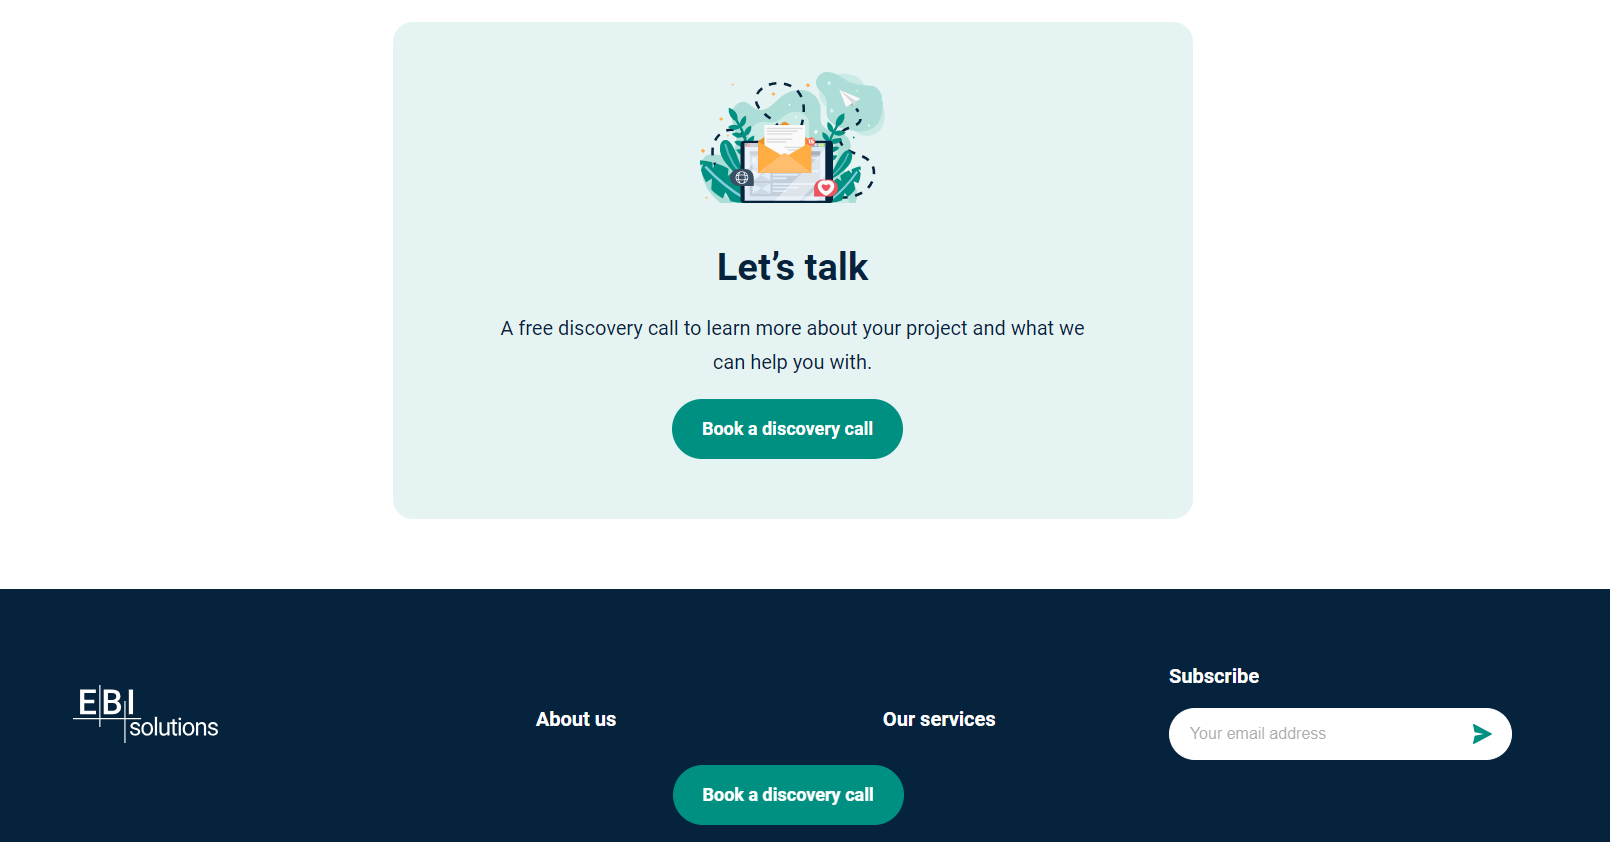 Let’s talk
A free discovery call to learn more about your project and what we
can help you with.
Book a discovery call
EBI
solutions
About us
Our services
Subscribe
Your email address
Book a discovery call